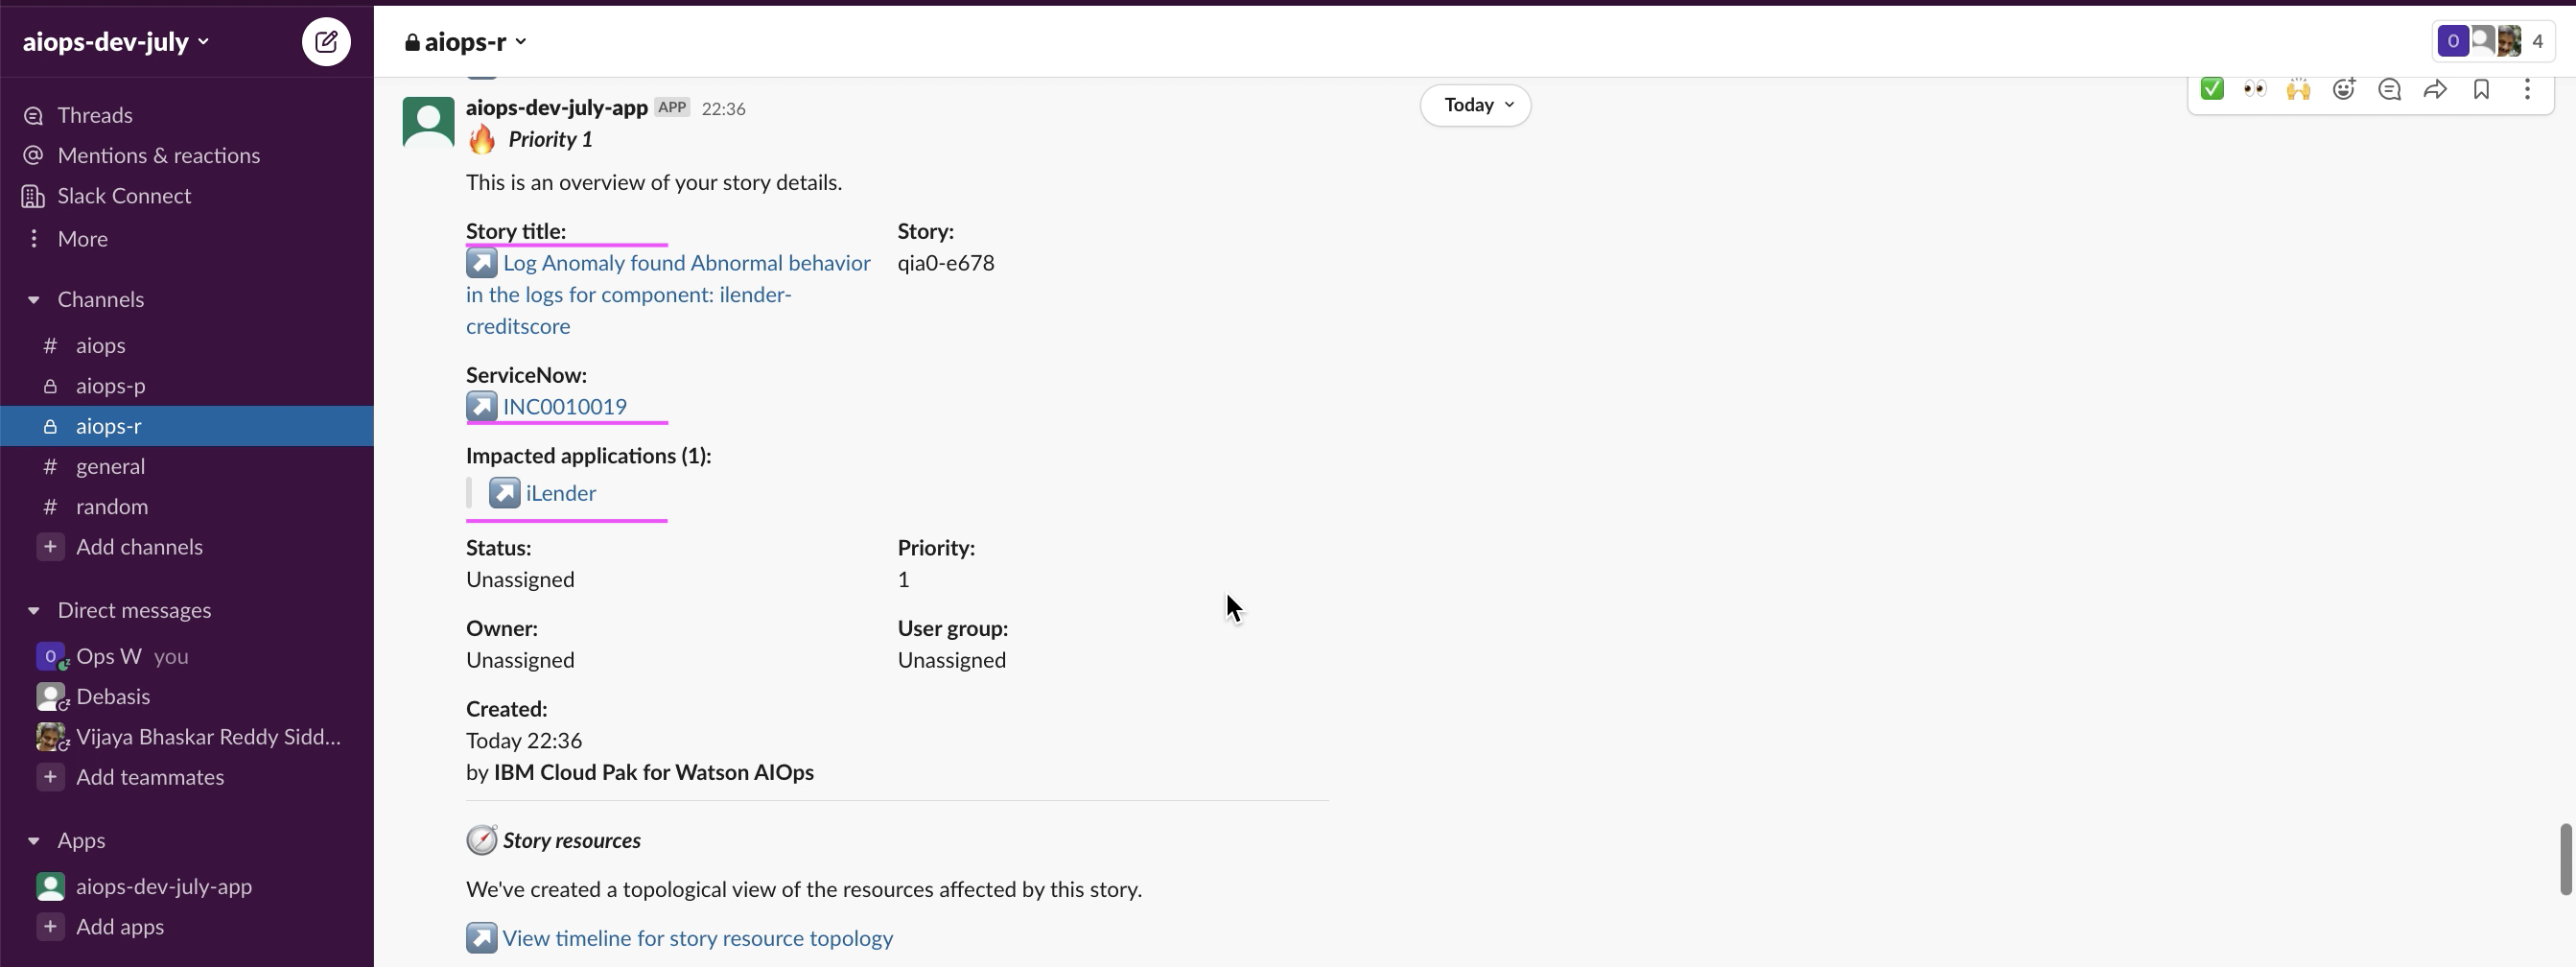 aiops-dev-july
Threads
Mentions & reactions
Slack Connect
More
Channels
# aiops
aiops-p
aiops-r
# general
# random
+ Add channels
Direct messages
O Ops W you
Debasis
Vijaya Bhaskar Reddy Sidd...
+ Add teammates
Apps
aiops-dev-july-app
+ Add apps
aiops-r
O 4
Today
aiops-dev-july-app APP 22:36
Priority 1
This is an overview of your story details.
Story title:
Log Anomaly found Abnormal behavior
in the logs for component: ilender-
creditscore
Story:
qia0-e678
ServiceNow:
INC0010019
Impacted applications (1):
iLender
Status:
Unassigned
Priority:
1
Owner:
Unassigned
User group:
Unassigned
Created:
Today 22:36
by IBM Cloud Pak for Watson AIOps
Story resources
We've created a topological view of the resources affected by this story.
View timeline for story resource topology